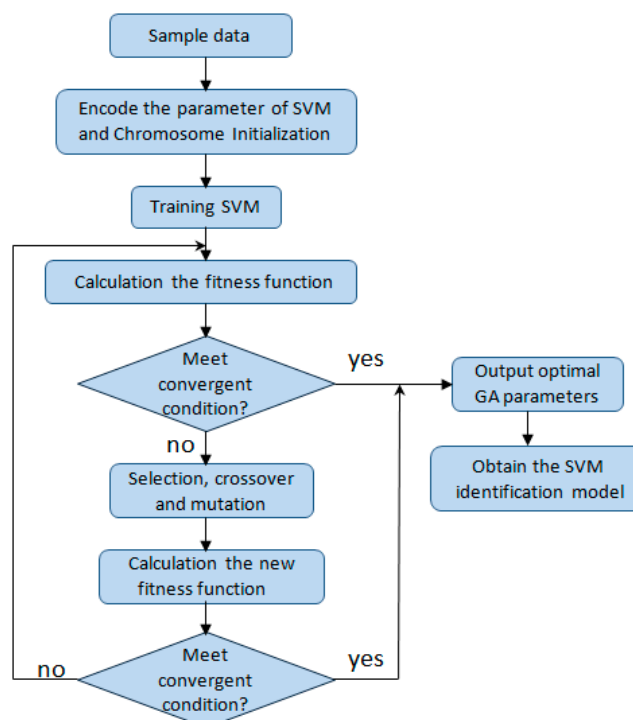 Sample data
Encode the parameter of SVM
and Chromosome Initialization
Training SVM
Calculation the fitness function
Meet
convergent
condition?
yes
Output optimal
GA parameters
no
Obtain the SVM
identification model
Selection, crossover
and mutation
Calculation the new
fitness function
Meet
convergent
condition?
no
yes